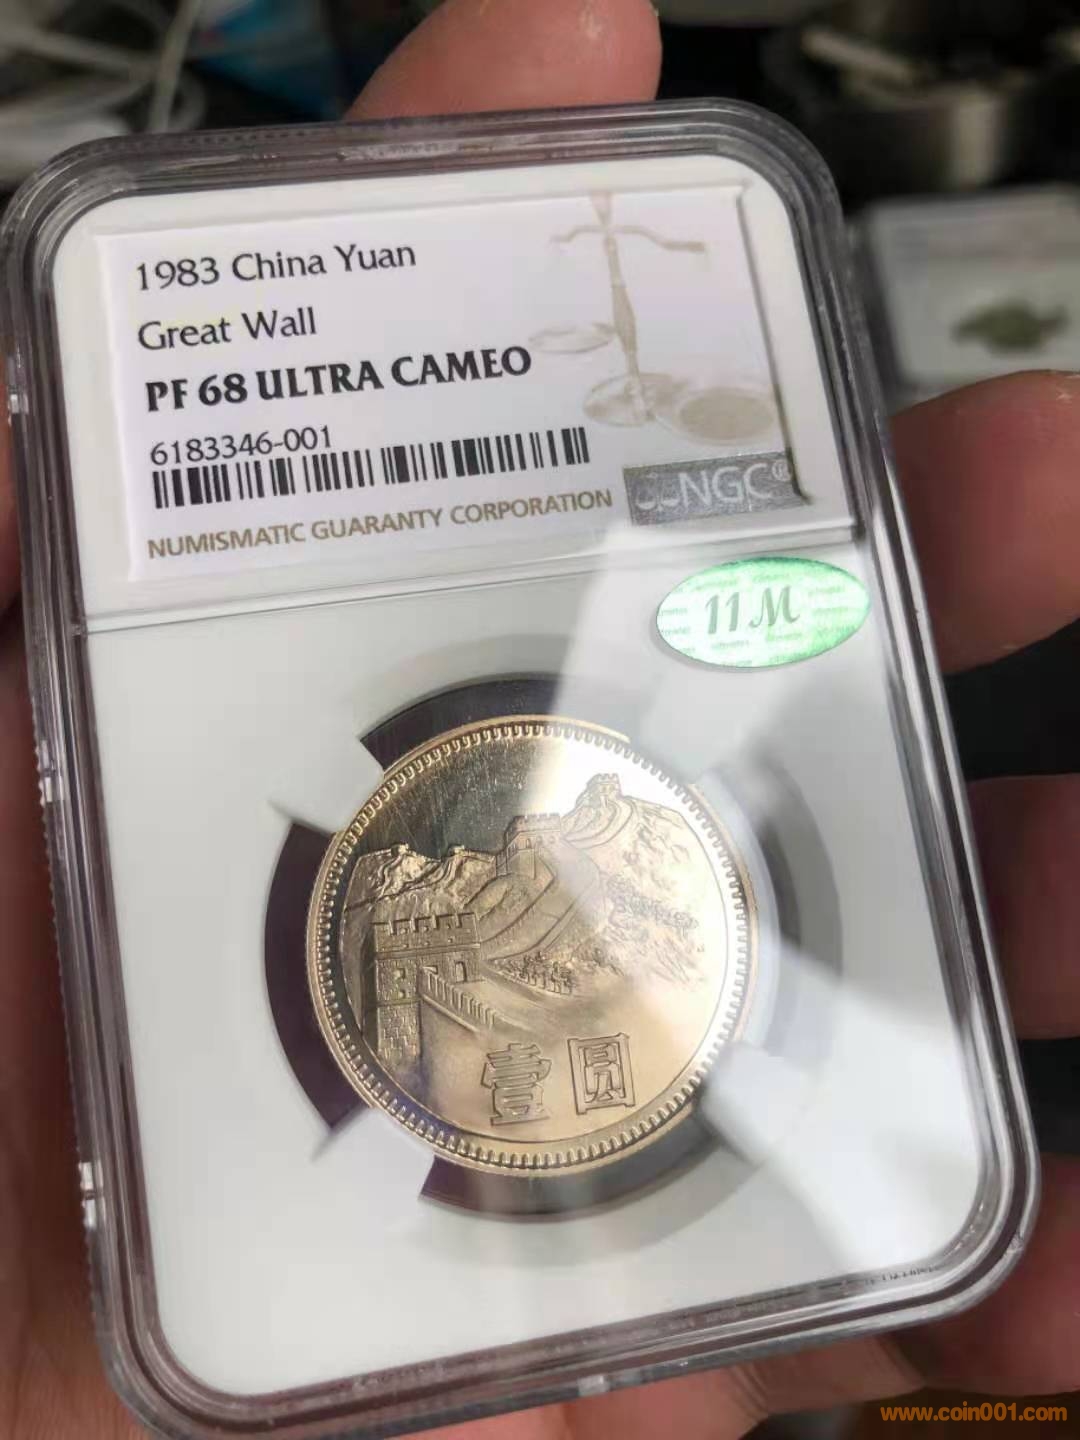 1983 China Yuan
Great Wall
PF 68 ULTRA CAMEO
6183346-001
NGC®
NUMISMATIC GUARANTY CORPORATION
11M
壹圆
www.coin001.com